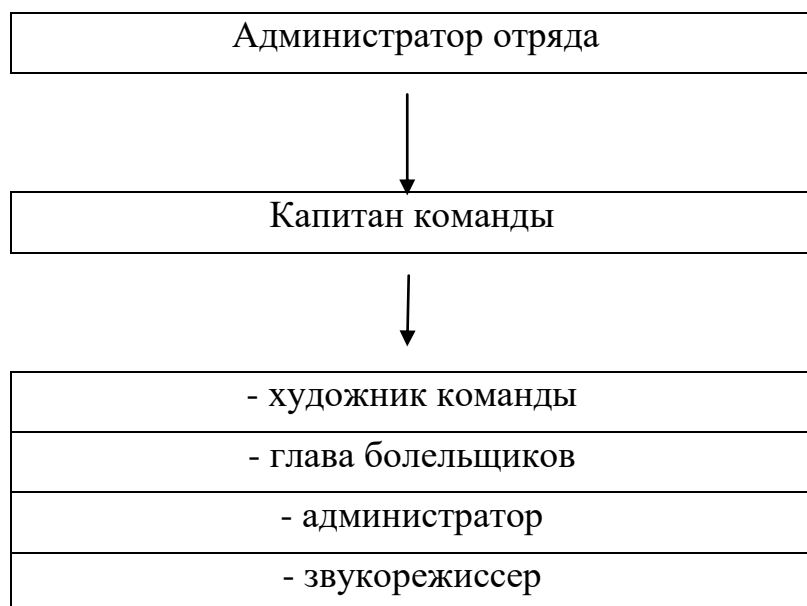 Администратор отряда
Капитан команды
- художник команды
- глава болельщиков
- администратор
- звукорежиссер